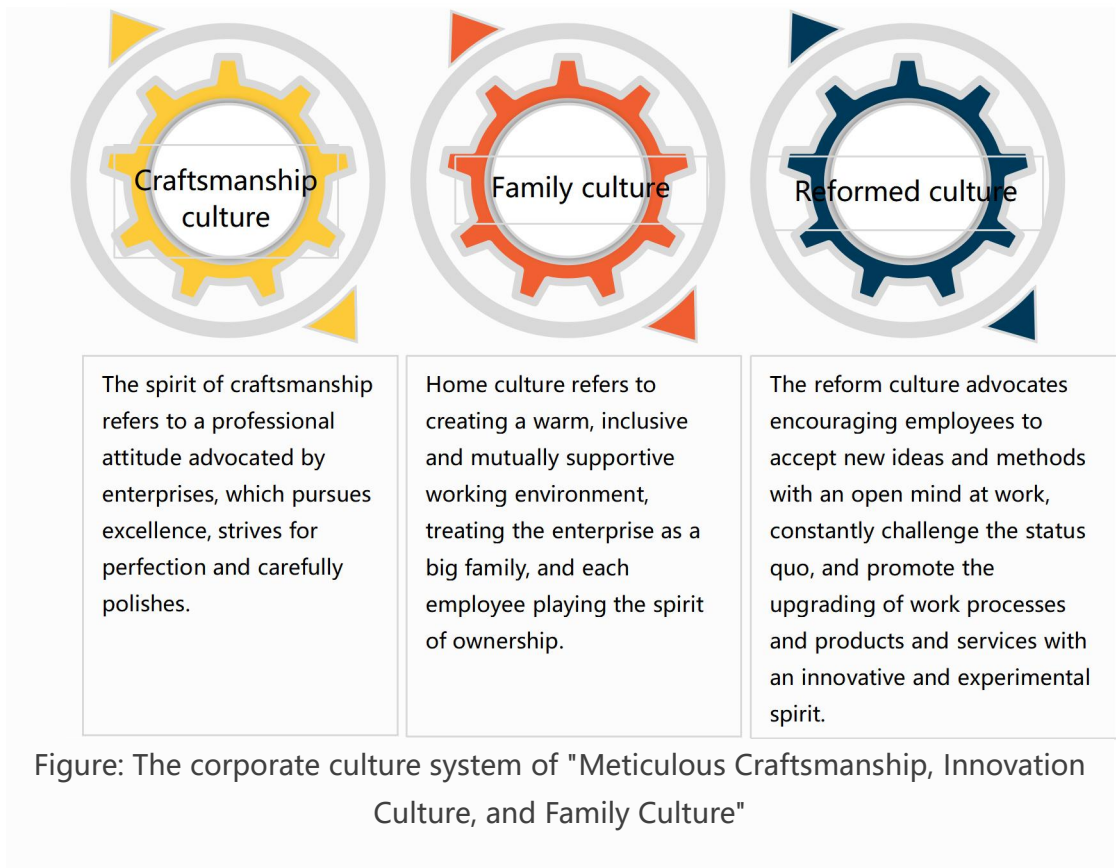 Craftsmanship
culture
Family culture
Reformed culture
The spirit of craftsmanship
refers to a professional
attitude advocated by
enterprises, which pursues
excellence, strives for
perfection and carefully
polishes.
Home culture refers to
creating a warm, inclusive
and mutually supportive
working environment,
treating the enterprise as a
big family, and each
employee playing the spirit
of ownership.
The reform culture advocates
encouraging employees to
accept new ideas and methods
with an open mind at work,
constantly challenge the status
quo, and promote the
upgrading of work processes
and products and services with
an innovative and experimental
spirit.
Figure: The corporate culture system of "Meticulous Craftsmanship, Innovation
Culture, and Family Culture"